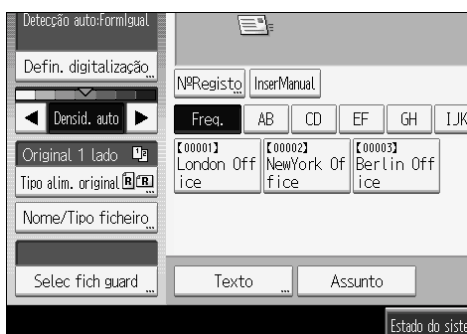 Detecção auto:FormIgual
Defin. digitalização
NºRegisto
InserManual
Densid. auto
Freq.
AB
CD
EF
GH
IJK
Original 1 lado
[00001]
London Off
ice
[00002]
NewYork Of
fice
[00003]
Berlin Off
ice
Tipo alim. original
Nome/Tipo ficheiro
Selec fich guard
Texto
Assunto
Estado do siste